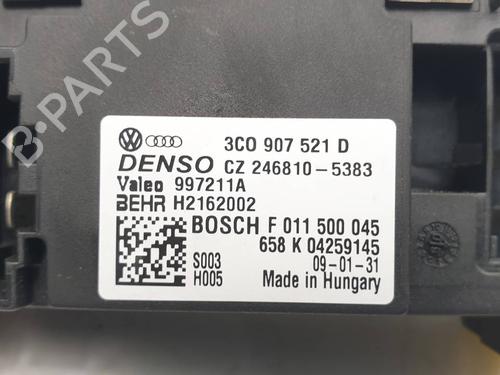 3C0 907 521 D
DENSO CZ 246810-5383
Valeo 997211A
BEHR H2162002
BOSCH F 011 500 045
658 K 04259145
S003 09-01-31
H005 Made in Hungary
B-PARTS